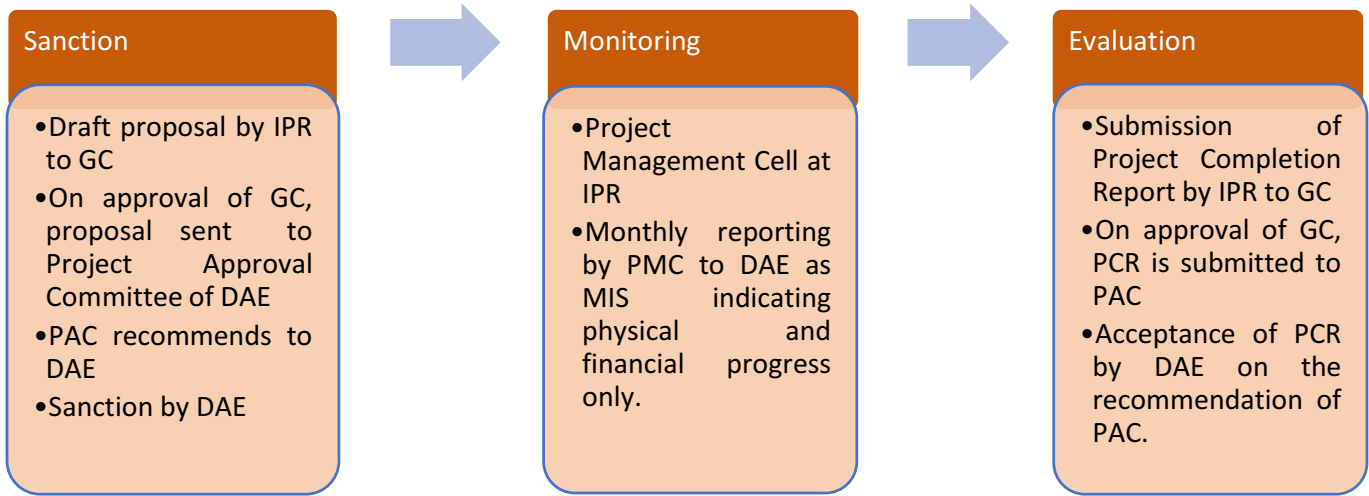 Sanction
•Draft proposal by IPR
to GC
•On approval of GC,
proposal sent to
Project Approval
Committee of DAE
•PAC recommends to
DAE
•Sanction by DAE
Monitoring
•Project
Management Cell at
IPR
•Monthly reporting
by PMC to DAE as
MIS indicating
physical and
financial progress
only.
Evaluation
•Submission of
Project Completion
Report by IPR to GC
•On approval of GC,
PCR is submitted to
PAC
•Acceptance of PCR
by DAE on the
recommendation of
PAC.